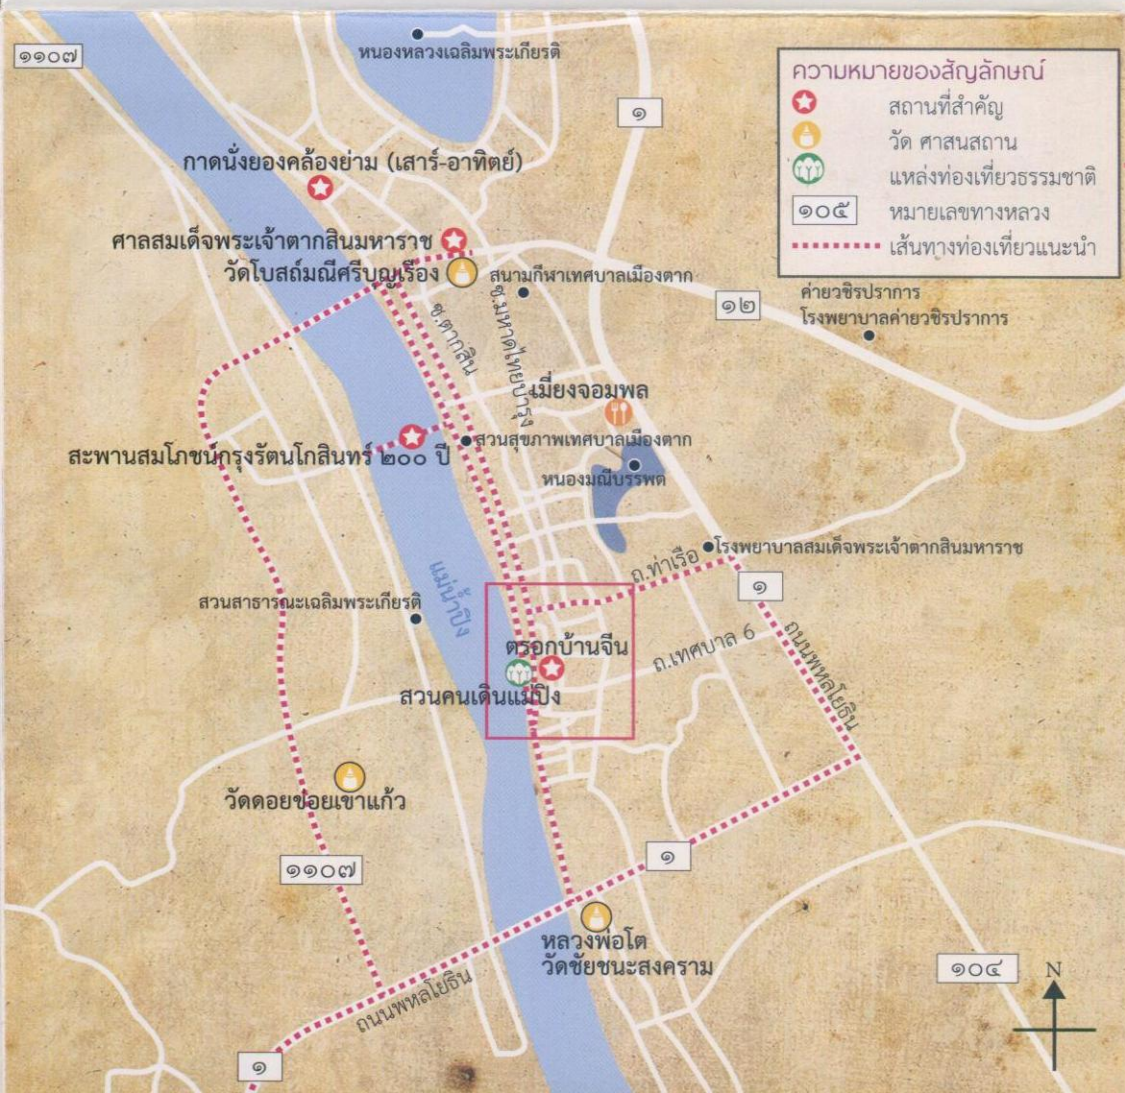 ๑๑๐๗
หนองหลวงเฉลิมพระเกียรติ
๑
ความหมายของสัญลักษณ์
สถานที่สำคัญ
วัด ศาสนสถาน
แหล่งท่องเที่ยวธรรมชาติ
๑๐๕ หมายเลขทางหลวง
เส้นทางท่องเที่ยวแนะนำ
กาดนั่งยองคล้องย่าม (เสาร์-อาทิตย์)
ศาลสมเด็จพระเจ้าตากสินมหาราช
วัดโบสถ์มณีศรีบุญเรือง
สนามกีฬาเทศบาลเมืองตาก
ซ.ตากสิน
ซ.มหาดไทยบำรุง
๑๒
ค่ายวชิรปราการ
โรงพยาบาลค่ายวชิรปราการ
เมี่ยงจอมพล
สวนสุขภาพเทศบาลเมืองตาก
สะพานสมโภชน์กรุงรัตนโกสินทร์ ๒๐๐ ปี
หนองมณีบรรพต
โรงพยาบาลสมเด็จพระเจ้าตากสินมหาราช
ถ.ท่าเรือ
๑
แม่น้ำปิง
สวนสาธารณะเฉลิมพระเกียรติ
ตรอกบ้านจีน
ถ.เทศบาล 6
ถนนพหลโยธิน
สวนคนเดินแม่ปิง
วัดดอยข่อยเขาแก้ว
๑๑๐๗
๑
หลวงพ่อโต
วัดชัยชนะสงคราม
๑๐๔
N
ถนนพหลโยธิน
๑